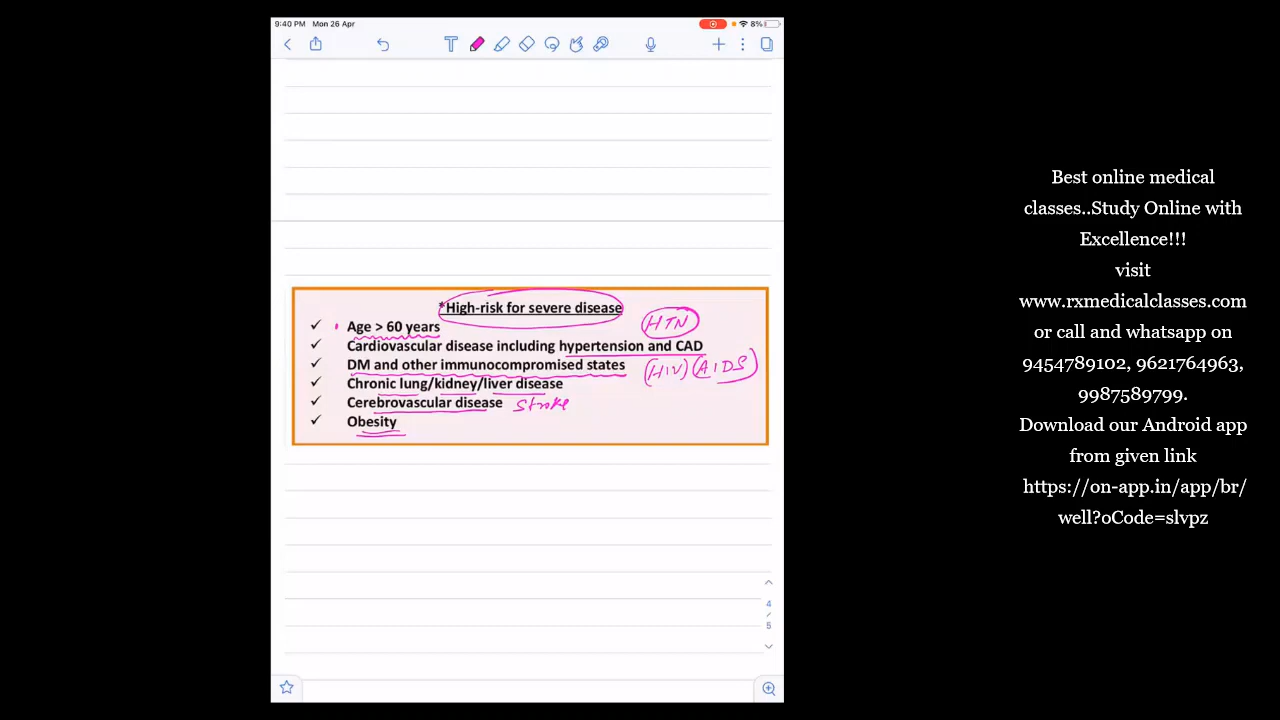 9:40 PM Mon 26 Apr
8%
T
*High-risk for severe disease
HTN
✓ Age > 60 years
✓ Cardiovascular disease including hypertension and CAD
✓ DM and other immunocompromised states (HIV) (AIDS)
✓ Chronic lung/kidney/liver disease
✓ Cerebrovascular disease Stroke
✓ Obesity
4
/
5
Best online medical
classes..Study Online with
Excellence!!!
visit
www.rxmedicalclasses.com
or call and whatsapp on
9454789102, 9621764963,
9987589799.
Download our Android app
from given link
https://on-app.in/app/br/
well?oCode=slvpz